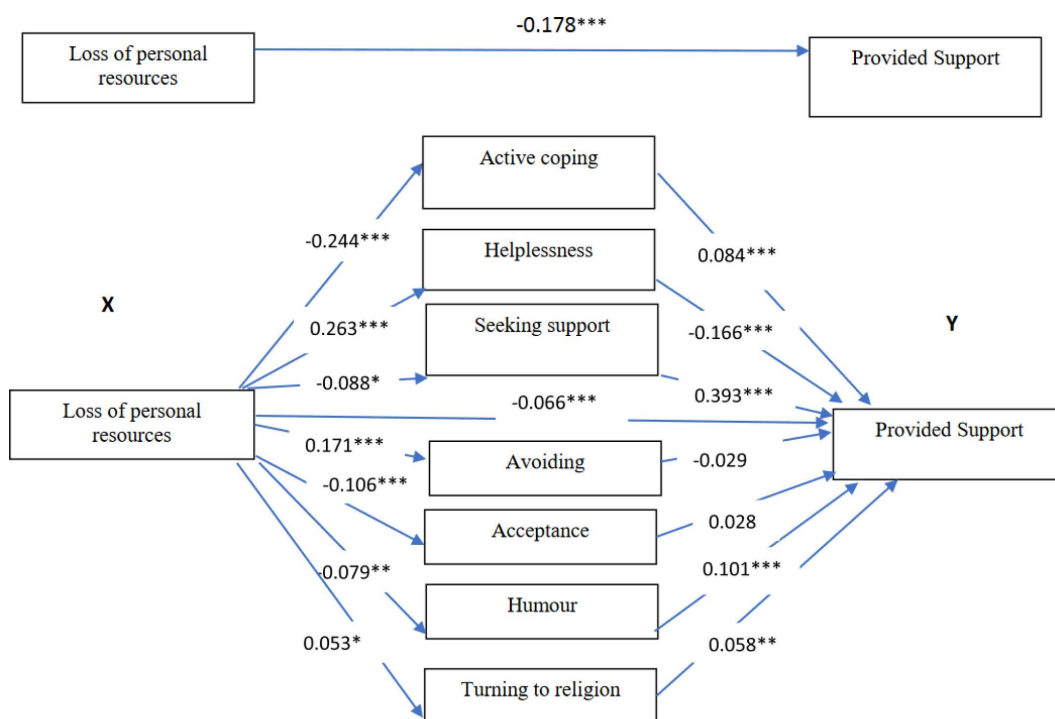 -0.178***
Loss of personal
resources
Provided Support
Active coping
-0.244***
0.084***
Helplessness
X
0.263***
Seeking support
-0.166***
Y
-0.088*
0.393***
-0.066***
Loss of personal
resources
Provided Support
0.171***
Avoiding
-0.029
-0.106***
Acceptance
0.028
-0.079**
0.101***
Humour
0.053*
0.058**
Turning to religion